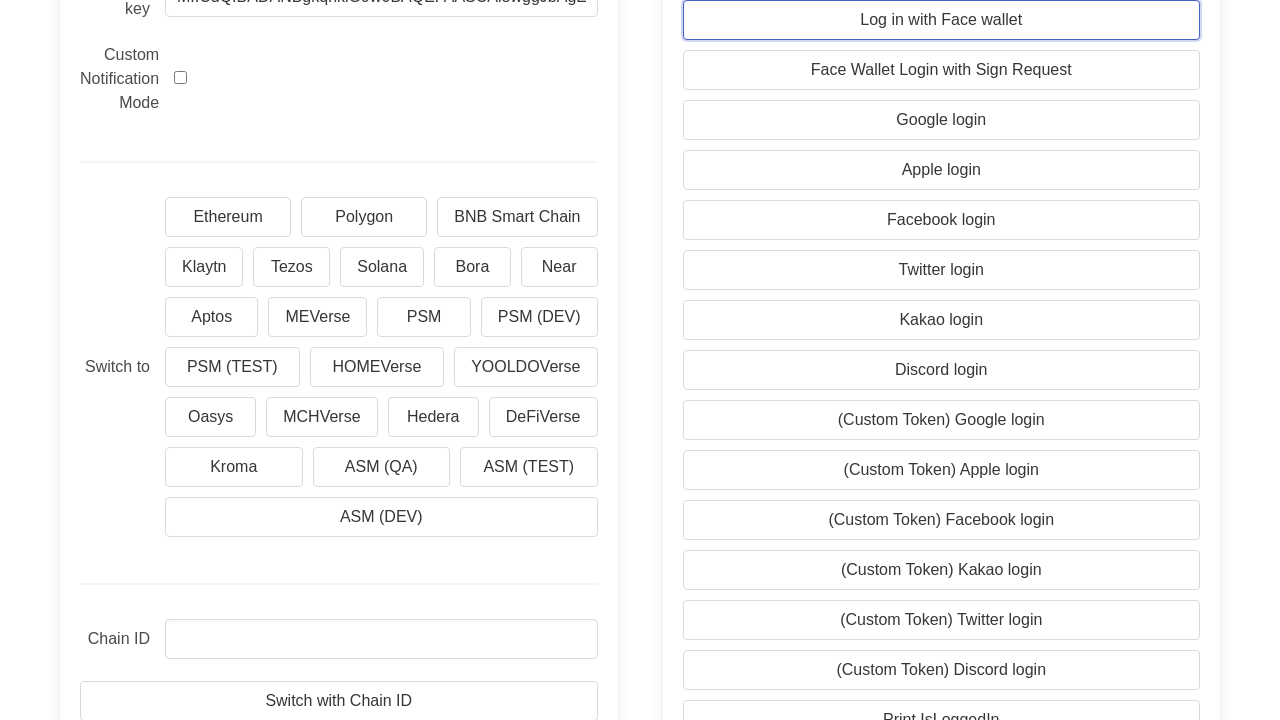 key
Custom
Notification
Mode
Ethereum
Polygon
BNB Smart Chain
Klaytn
Tezos
Solana
Bora
Near
Aptos
MEVerse
PSM
PSM (DEV)
Switch to
PSM (TEST)
HOMEVerse
YOOLDOVerse
Oasys
MCHVerse
Hedera
DeFiVerse
Kroma
ASM (QA)
ASM (TEST)
ASM (DEV)
Chain ID
Switch with Chain ID
Log in with Face wallet
Face Wallet Login with Sign Request
Google login
Apple login
Facebook login
Twitter login
Kakao login
Discord login
(Custom Token) Google login
(Custom Token) Apple login
(Custom Token) Facebook login
(Custom Token) Kakao login
(Custom Token) Twitter login
(Custom Token) Discord login
Print IsLoggedIn